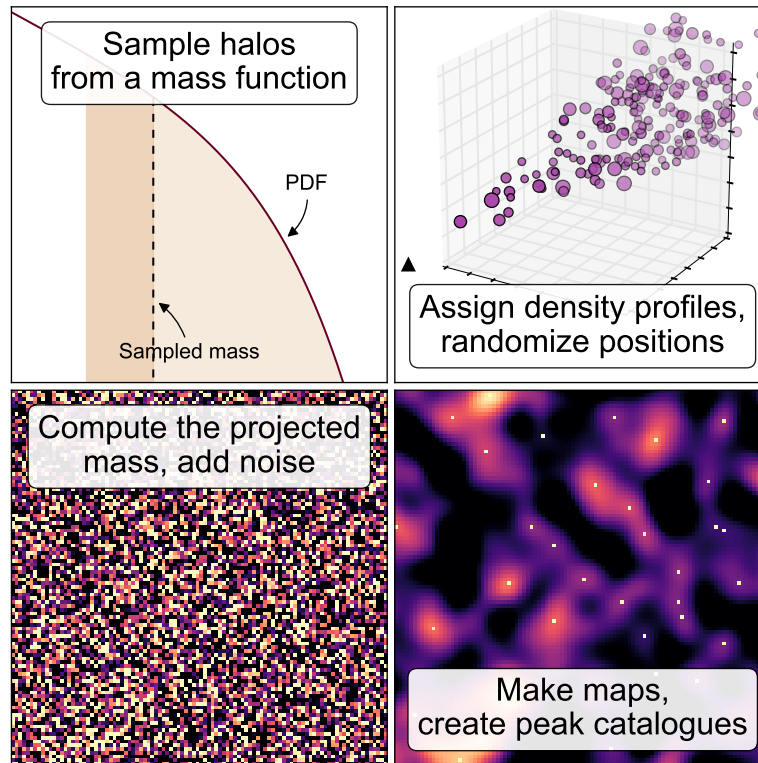 Sample halos
from a mass function
PDF
Sampled mass
Assign density profiles,
randomize positions
Compute the projected
mass, add noise
Make maps,
create peak catalogues